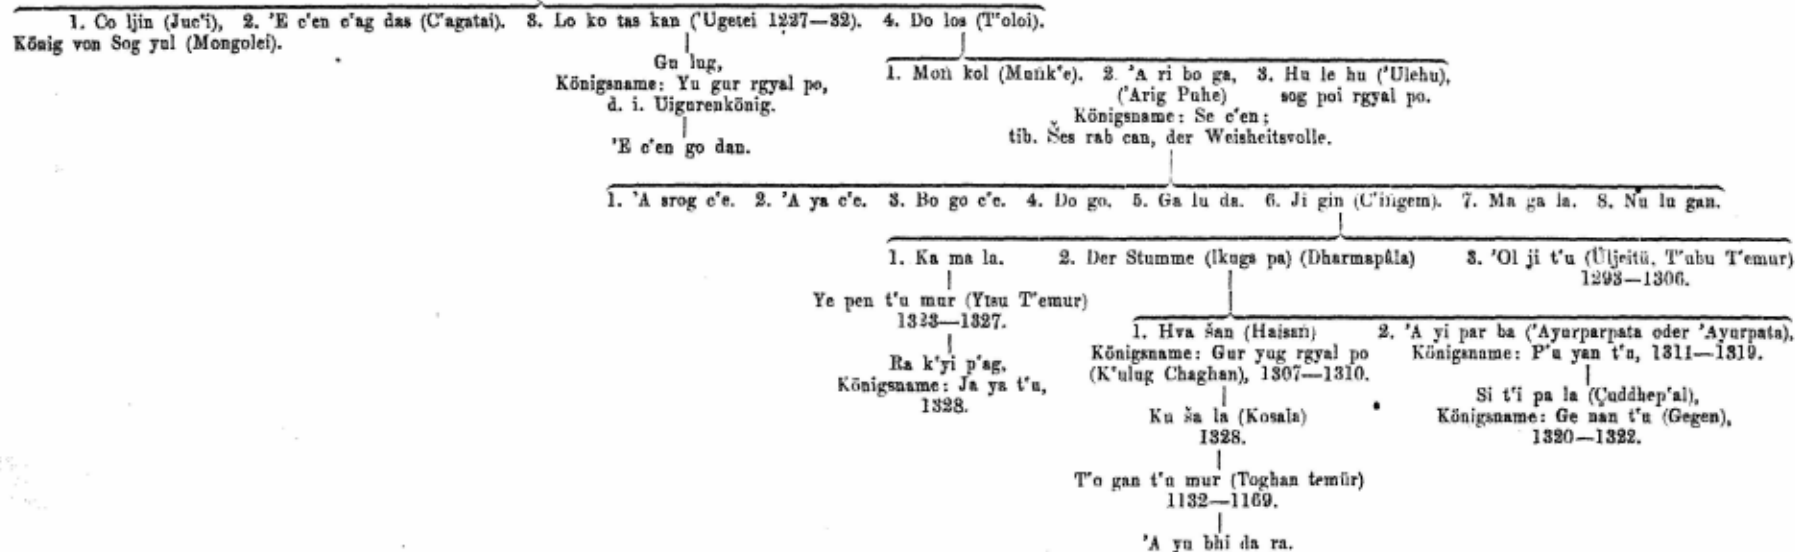 1. Co ljin (Juc'i), 2. 'E c'en c'ag das (C'agatai). 3. Lo ko tas kan ('Ugetei 1227—32). 4. Do los (T'oloi).
König von Sog yul (Mongolei).
Gu lug,
Königsname: Yu gur rgyal po,
d. i. Uigurenkönig.
'E c'en go dan.
1. Moṅ kol (Muṅk'e). 2. 'A ri bo ga, 3. Hu le hu ('Ulehu),
('Arig Puhe) sog poi rgyal po.
Königsname: Se c'en;
tib. Šes rab can, der Weisheitsvolle.
1. 'A srog c'e. 2. 'A ya c'e. 3. Bo go c'e. 4. Do go. 5. Ga lu da. 6. Ji gin (C'iṅgem). 7. Ma ga la. 8. Nu lu gan.
1. Ka ma la. 2. Der Stumme (lkugs pa) (Dharmapâla) 3. 'Ol ji t'u (Üljeitü, T'ubu T'emur)
1293—1306.
Ye pen t'u mur (Yısu T'emur)
1323—1327.
Ra k'yi p'ag,
Königsname: Ja ya t'u,
1328.
1. Hva šan (Haisaṅ) 2. 'A yi par ba ('Ayurparpata oder 'Ayurpata),
Königsname: Gur yug rgyal po Königsname: P'u yan t'u, 1311—1319.
(K'ulug Chaghan), 1307—1310.
Si t'i pa la (Çuddhep'al),
Ku ša la (Kosala) Königsname: Ge nan t'u (Gegen),
1328. 1320—1322.
T'o gan t'u mur (Toghan temür)
1132—1169.
'A yu bhi da ra.